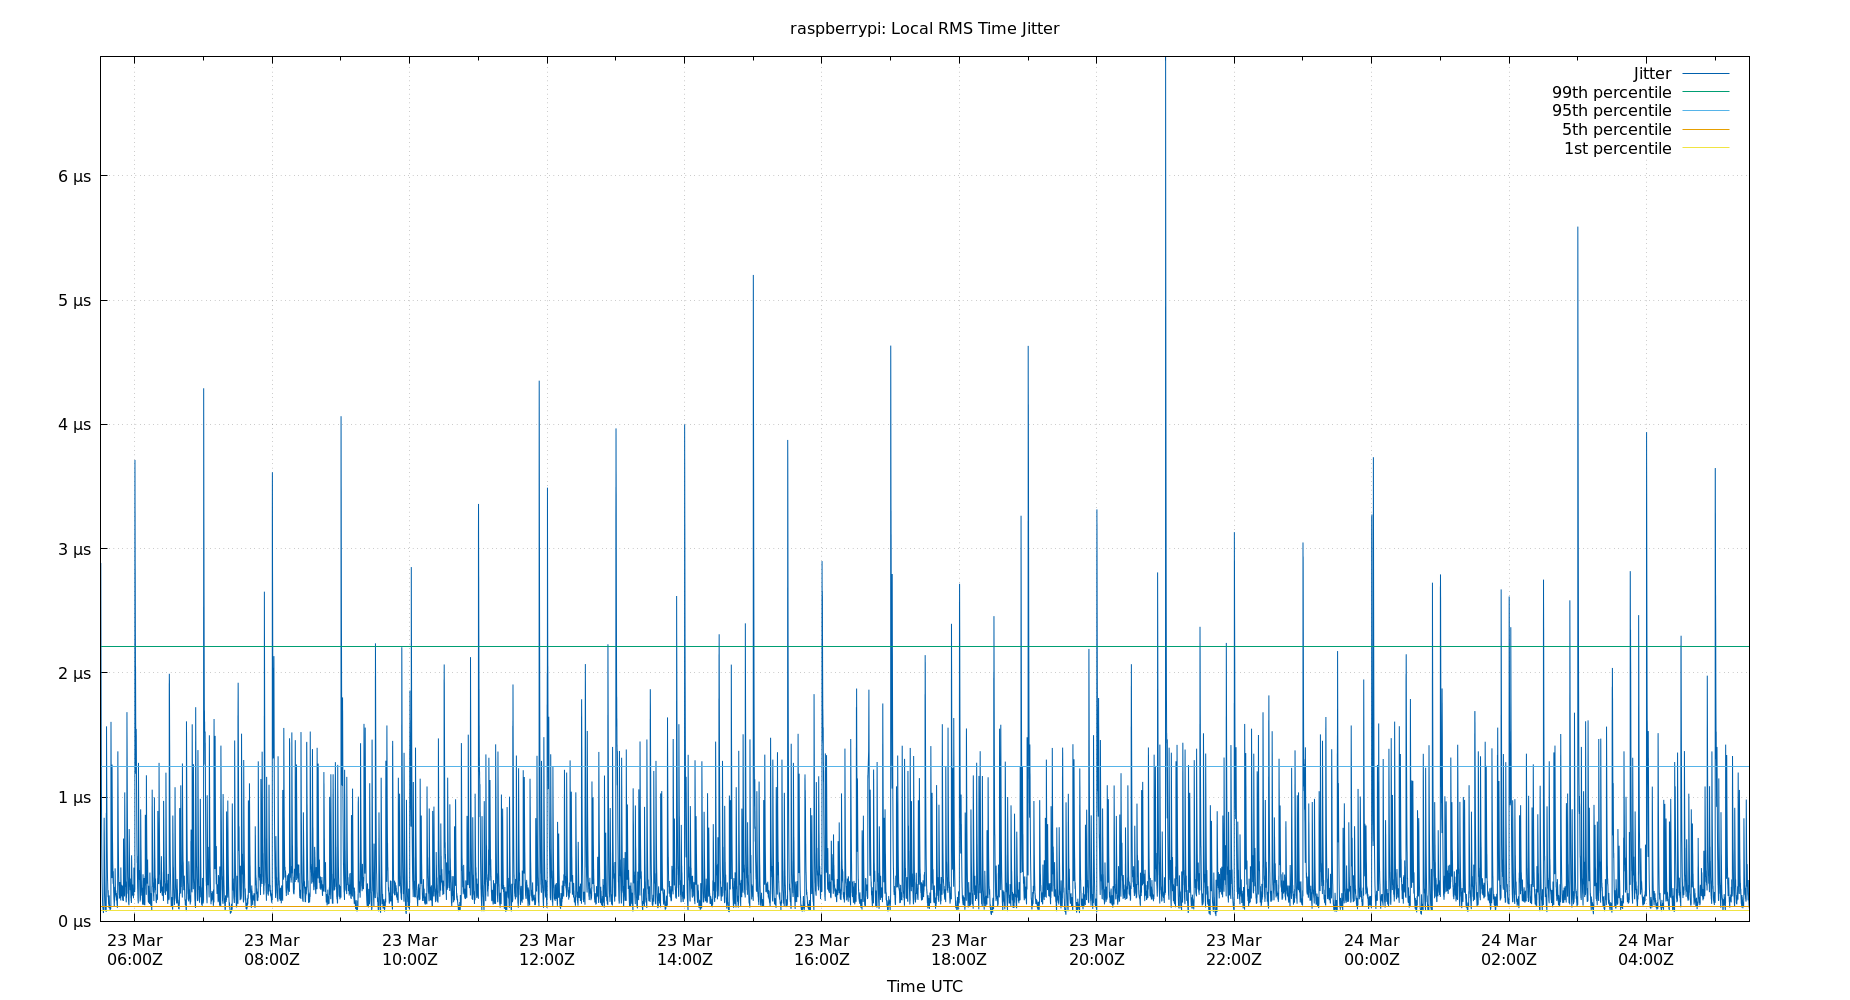 raspberrypi: Local RMS Time Jitter
Jitter
99th percentile
95th percentile
5th percentile
1st percentile
6 µs
5 µs
4 µs
3 µs
2 µs
1 µs
0 µs
23 Mar 23 Mar 23 Mar 23 Mar 23 Mar 23 Mar 23 Mar 23 Mar 23 Mar 24 Mar 24 Mar 24 Mar
06:00Z 08:00Z 10:00Z 12:00Z 14:00Z 16:00Z 18:00Z 20:00Z 22:00Z 00:00Z 02:00Z 04:00Z
Time UTC